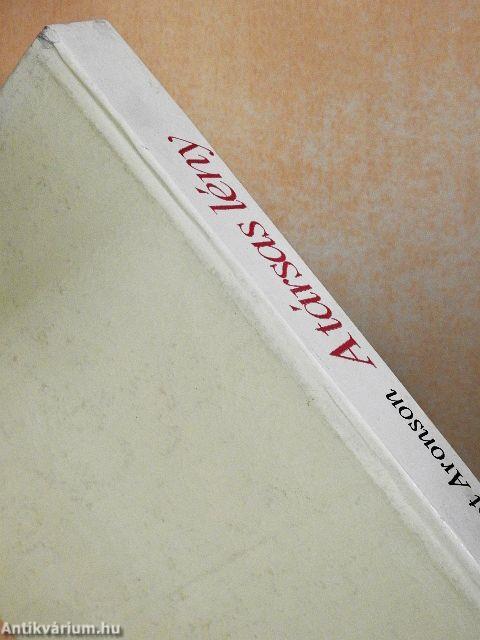 A társas lény
Aronson
Antikvárium.hu